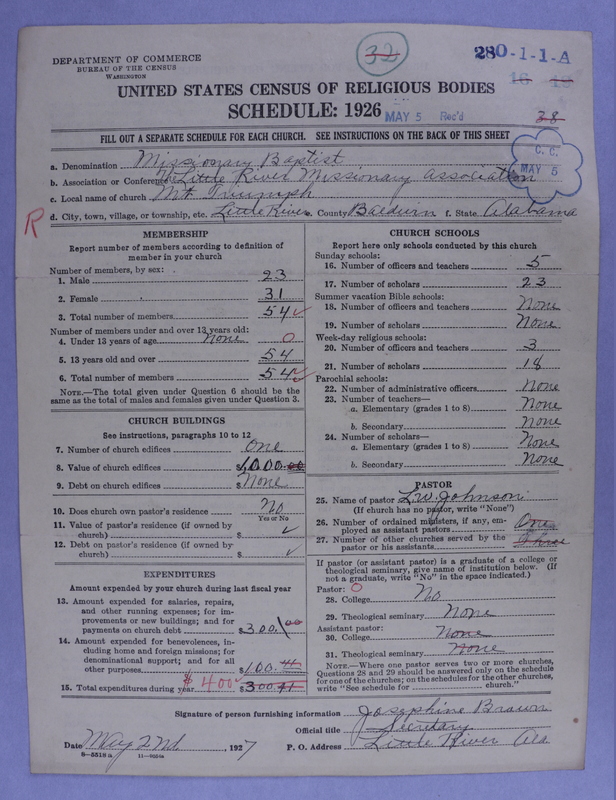 DEPARTMENT OF COMMERCE
BUREAU OF THE CENSUS
WASHINGTON
32
280-1-1-A
16 15
UNITED STATES CENSUS OF RELIGIOUS BODIES
SCHEDULE: 1926
MAY 5 Rec'd
38
FILL OUT A SEPARATE SCHEDULE FOR EACH CHURCH. SEE INSTRUCTIONS ON THE BACK OF THIS SHEET
C. C.
MAY 5
a. Denomination Missionary Baptist
b. Association or Conference The Little River Missionary Association
c. Local name of church Mt Triumph
R
d. City, town, village, or township, etc. Little River e. County Baldwin f. State Alabama
MEMBERSHIP
Report number of members according to definition of member in your church
Number of members, by sex:
1. Male 23
2. Female 31
3. Total number of members 54
Number of members under and over 13 years old:
4. Under 13 years of age None 0
5. 13 years old and over 54
6. Total number of members 54
NOTE.—The total given under Question 6 should be the same as the total of males and females given under Question 3.
CHURCH BUILDINGS
See instructions, paragraphs 10 to 12
7. Number of church edifices One
8. Value of church edifices $1,000.00
9. Debt on church edifices $None
10. Does church own pastor's residence No
Yes or No
11. Value of pastor's residence (if owned by church) $
12. Debt on pastor's residence (if owned by church) $
EXPENDITURES
Amount expended by your church during last fiscal year
13. Amount expended for salaries, repairs, and other running expenses; for improvements or new buildings; and for payments on church debt $300.00
14. Amount expended for benevolences, including home and foreign missions; for denominational support; and for all other purposes $100.41
$400
15. Total expenditures during year $300.41
CHURCH SCHOOLS
Report here only schools conducted by this church
Sunday schools:
16. Number of officers and teachers 5
17. Number of scholars 23
Summer vacation Bible schools:
18. Number of officers and teachers None
19. Number of scholars None
Week-day religious schools:
20. Number of officers and teachers 3
21. Number of scholars 18
Parochial schools:
22. Number of administrative officers None
23. Number of teachers—
a. Elementary (grades 1 to 8) None
b. Secondary None
24. Number of scholars—
a. Elementary (grades 1 to 8) None
b. Secondary None
PASTOR
25. Name of pastor L.W. Johnson
(If church has no pastor, write "None")
26. Number of ordained ministers, if any, employed as assistant pastors One
27. Number of other churches served by the pastor or his assistants
If pastor (or assistant pastor) is a graduate of a college or theological seminary, give name of institution below. (If not a graduate, write "No" in the space indicated.)
Pastor: O
28. College No
29. Theological seminary None
Assistant pastor:
30. College None
31. Theological seminary None
NOTE.—Where one pastor serves two or more churches, Questions 28 and 29 should be answered only on the schedule for one of the churches; on the schedules for the other churches, write "See schedule for church."
Signature of person furnishing information Josephine Brown
Official title Secretary
Date May 2nd, 1927 P. O. Address Little River Ala
8-5518 a